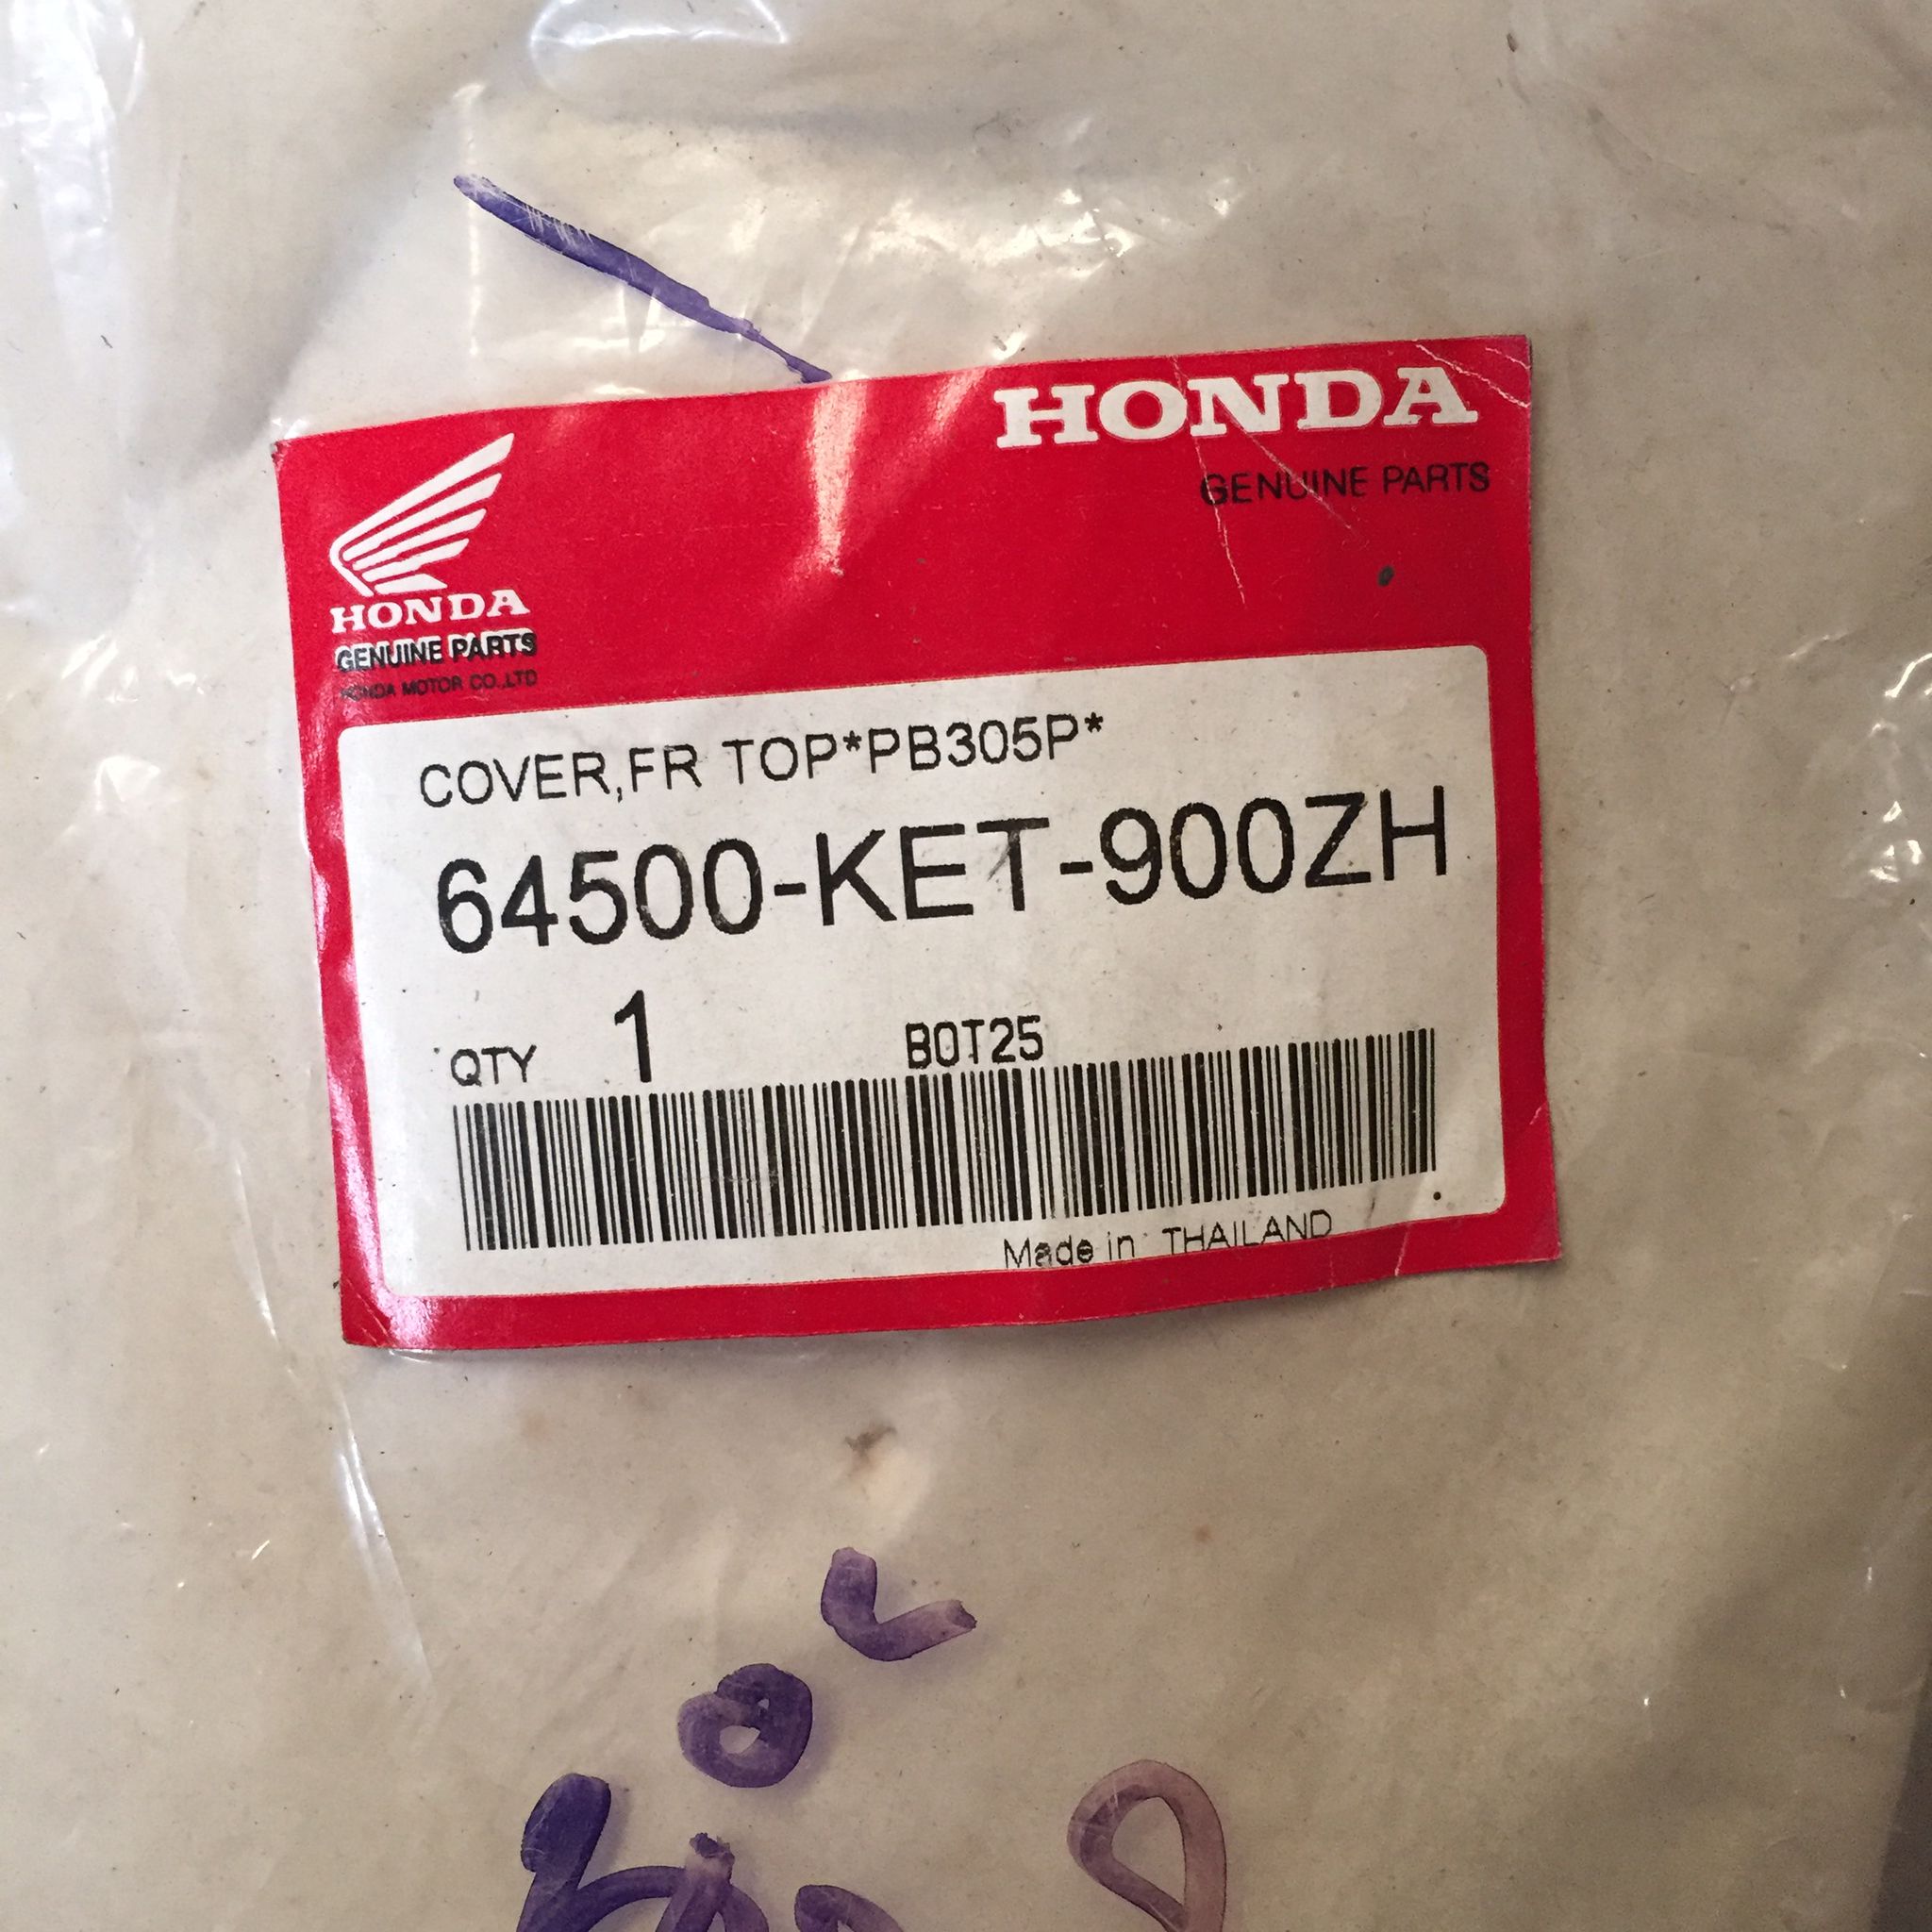 HONDA
GENUINE PARTS
HONDA
GENUINE PARTS
HONDA MOTOR CO.,LTD
COVER,FR TOP*PB305P*
64500-KET-900ZH
QTY 1 B0T25
Made in THAILAND